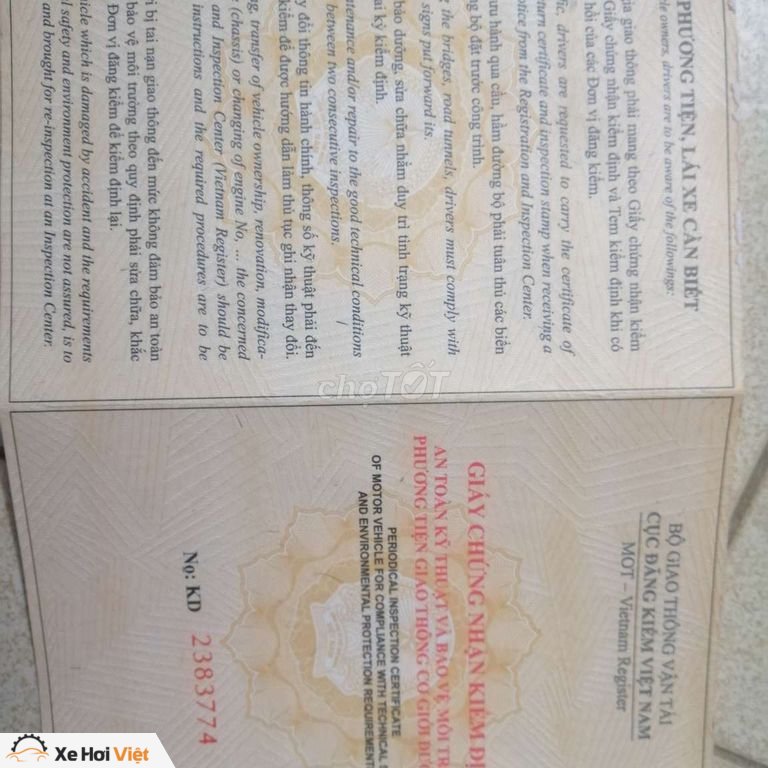 PHƯƠNG TIỆN, LÁI XE CẦN BIẾT
owners, drivers are to be aware of the followings:
gia giao thông phải mang theo Giấy chứng nhận kiểm
Giấy chứng nhận kiểm định và Tem kiểm định khi có
hồi của các Đơn vị đăng kiểm.
drivers are requested to carry the certificate of
certificate and inspection stamp when receiving a
notice from the Registration and Inspection Center.
lưu hành qua cầu, hầm đường bộ phải tuân thủ các biển
bộ đặt trước công trình.
the bridges, road tunnels, drivers must comply with
signs put forward its.
bảo dưỡng, sửa chữa nhằm duy trì tình trạng kỹ thuật
hai kỳ kiểm định.
maintenance and/or repair to the good technical conditions
between two consecutive inspections.
đổi thông tin hành chính, thông số kỹ thuật phải đến
kiểm để được hướng dẫn làm thủ tục ghi nhận thay đổi.
transfer of vehicle ownership, renovation, modifica-
(chassis) or changing of engine No, ... the concerned
and Inspection Center (Vietnam Register) should be
instructions and the required procedures are to be
bị tai nạn giao thông đến mức không đảm bảo an toàn
bảo vệ môi trường theo quy định phải sửa chữa, khắc
Đơn vị đăng kiểm để kiểm định lại.
which is damaged by accident and the requirements
safety and environment protection are not assured, is to
and brought for re-inspection at an Inspection Center.
chợTỐT
BỘ GIAO THÔNG VẬN TẢI
CỤC ĐĂNG KIỂM VIỆT NAM
MOT – Vietnam Register
GIẤY CHỨNG NHẬN KIỂM
AN TOÀN KỸ THUẬT VÀ BẢO VỆ MÔI
PHƯƠNG TIỆN GIAO THÔNG CƠ GIỚI
PERIODICAL INSPECTION CERTIFICATE
OF MOTOR VEHICLE FOR COMPLIANCE WITH TECHNICAL
AND ENVIRONMENTAL PROTECTION
No: KD 2383774
Xe Hơi Việt